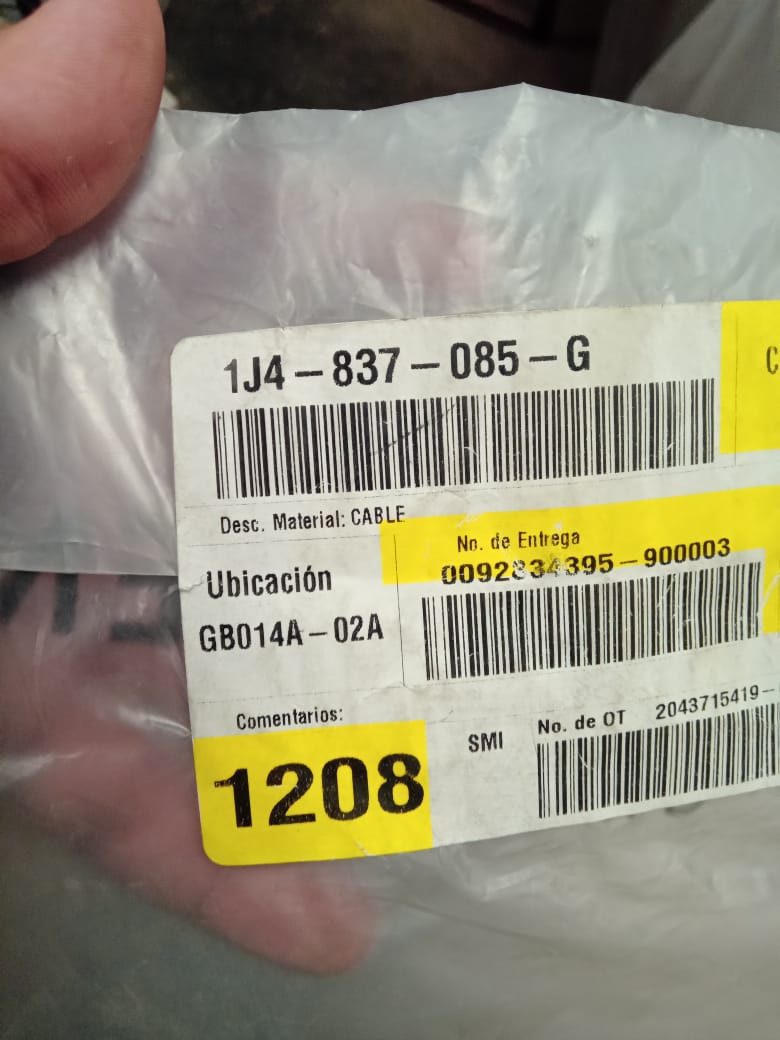 1J4-837-085-G
C
Desc. Material: CABLE
No. de Entrega
0092834395-900003
Ubicación
GB014A-02A
Comentarios:
1208
SMI
No. de OT 2043715419-